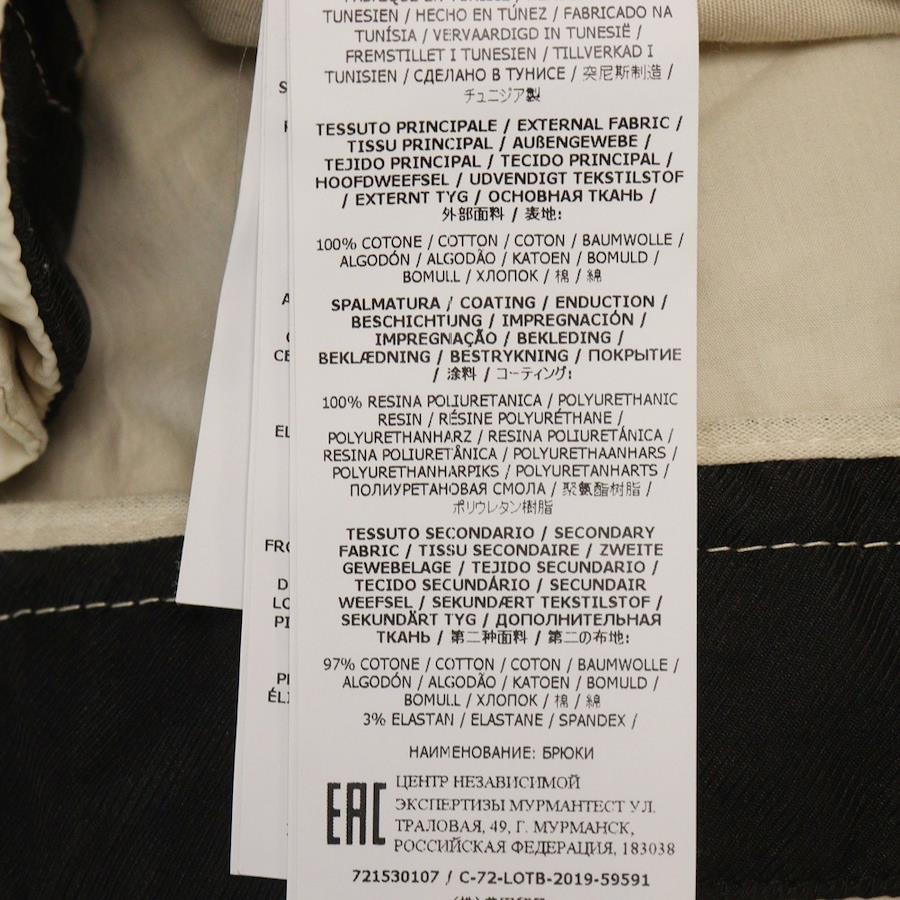 TUNESIEN / HECHO EN TÚNEZ / FABRICADO NA
TUNÍSIA / VERVAARDIGD IN TUNESIË /
FREMSTILLET I TUNESIEN / TILLVERKAD I
TUNISIEN / СДЕЛАНО В ТУНИСЕ / 突尼斯制造 /
チュニジア製
TESSUTO PRINCIPALE / EXTERNAL FABRIC /
TISSU PRINCIPAL / AUßENGEWEBE /
TEJIDO PRINCIPAL / TECIDO PRINCIPAL /
HOOFDWEEFSEL / UDVENDIGT TEKSTILSTOF
/ EXTERNT TYG / ОСНОВНАЯ ТКАНЬ /
外部面料 / 表地:
100% COTONE / COTTON / COTON / BAUMWOLLE /
ALGODÓN / ALGODÃO / KATOEN / BOMULD /
BOMULL / ХЛОПОК / 棉 / 綿
SPALMATURA / COATING / ENDUCTION /
BESCHICHTUNG / IMPREGNACIÓN /
IMPREGNAÇÃO / BEKLEDING /
BEKLÆDNING / BESTRYKNING / ПОКРЫТИЕ
/ 涂料 / コーティング:
100% RESINA POLIURETANICA / POLYURETHANIC
RESIN / RÉSINE POLYURÉTHANE /
POLYURETHANHARZ / RESINA POLIURETÁNICA /
RESINA POLIURETÂNICA / POLYURETHAANHARS /
POLYURETHANHARPIKS / POLYURETANHARTS /
ПОЛИУРЕТАНОВАЯ СМОЛА / 聚氨酯树脂 /
ポリウレタン樹脂
TESSUTO SECONDARIO / SECONDARY
FABRIC / TISSU SECONDAIRE / ZWEITE
GEWEBELAGE / TEJIDO SECUNDARIO /
TECIDO SECUNDÁRIO / SECUNDAIR
WEEFSEL / SEKUNDÆRT TEKSTILSTOF /
SEKUNDÄRT TYG / ДОПОЛНИТЕЛЬНАЯ
ТКАНЬ / 第二种面料 / 第二の布地:
97% COTONE / COTTON / COTON / BAUMWOLLE /
ALGODÓN / ALGODÃO / KATOEN / BOMULD /
BOMULL / ХЛОПОК / 棉 / 綿
3% ELASTAN / ELASTANE / SPANDEX /
НАИМЕНОВАНИЕ: БРЮКИ
EAC
ЦЕНТР НЕЗАВИСИМОЙ
ЭКСПЕРТИЗЫ МУРМАНТЕСТ УЛ.
ТРАЛОВАЯ, 49, Г. МУРМАНСК,
РОССИЙСКАЯ ФЕДЕРАЦИЯ, 183038
721530107 / C-72-LOTB-2019-59591